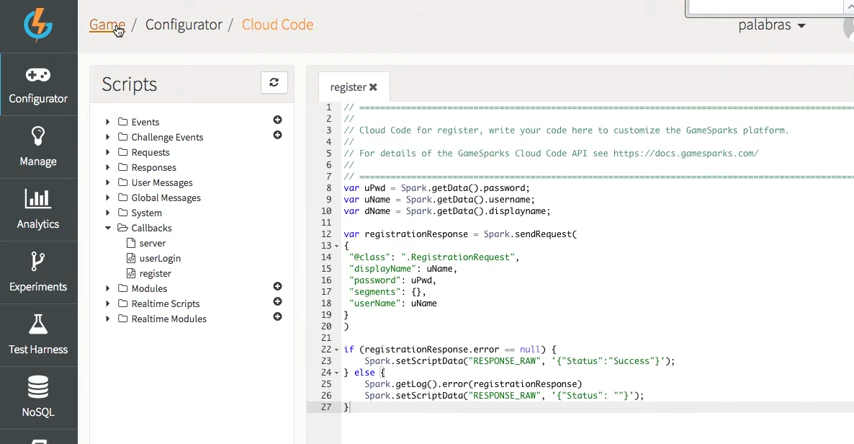 Game / Configurator / Cloud Code
palabras
Configurator
Manage
Analytics
Experiments
Test Harness
NoSQL
Scripts
Events
Challenge Events
Requests
Responses
User Messages
Global Messages
System
Callbacks
server
userLogin
register
Modules
Realtime Scripts
Realtime Modules
register
1 // ==============================================================================
2 //
3 // Cloud Code for register, write your code here to customize the GameSparks platform.
4 //
5 // For details of the GameSparks Cloud Code API see https://docs.gamesparks.com/
6 //
7 // ==============================================================================
8 var uPwd = Spark.getData().password;
9 var uName = Spark.getData().username;
10 var dName = Spark.getData().displayname;
11
12 var registrationResponse = Spark.sendRequest(
13 {
14 "@class": ".RegistrationRequest",
15 "displayName": uName,
16 "password": uPwd,
17 "segments": {},
18 "userName": uName
19 }
20 )
21
22 if (registrationResponse.error == null) {
23 Spark.setScriptData("RESPONSE_RAW", '{"Status":"Success"}');
24 } else {
25 Spark.getLog().error(registrationResponse)
26 Spark.setScriptData("RESPONSE_RAW", '{"Status": ""}');
27 }